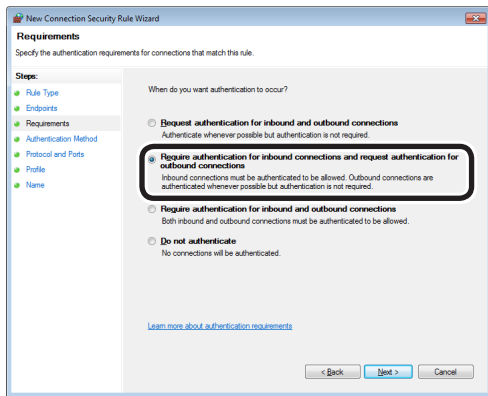 New Connection Security Rule Wizard
Requirements
Specify the authentication requirements for connections that match this rule.
Steps:
Rule Type
Endpoints
Requirements
Authentication Method
Protocol and Ports
Profile
Name
When do you want authentication to occur?
Request authentication for inbound and outbound connections
Authenticate whenever possible but authentication is not required.
Require authentication for inbound connections and request authentication for
outbound connections
Inbound connections must be authenticated to be allowed. Outbound connections are
authenticated whenever possible but authentication is not required.
Require authentication for inbound and outbound connections
Both inbound and outbound connections must be authenticated to be allowed.
Do not authenticate
No connections will be authenticated.
Learn more about authentication requirements
< Back
Next >
Cancel